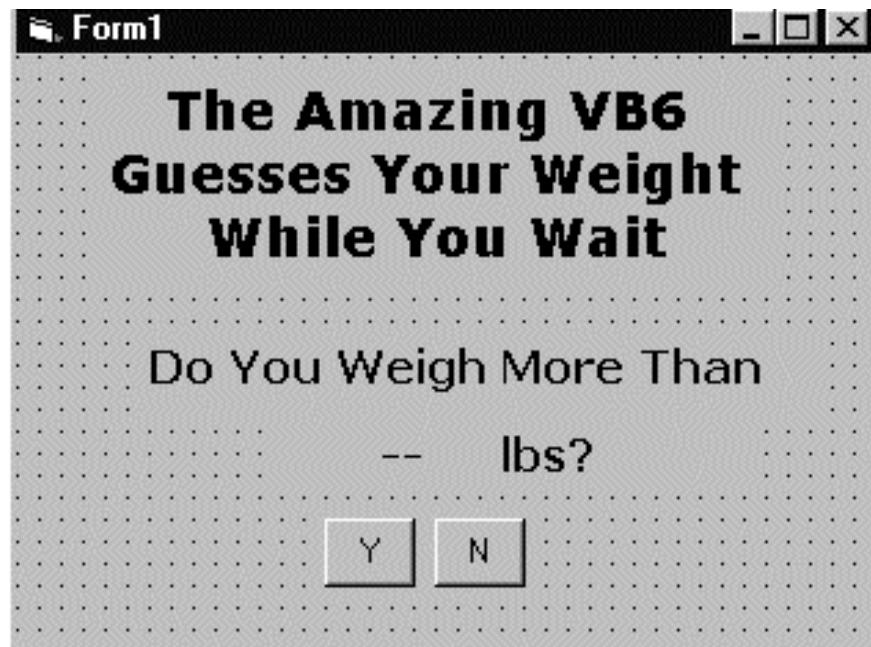 Form1
The Amazing VB6
Guesses Your Weight
While You Wait
Do You Weigh More Than
-- lbs?
Y N